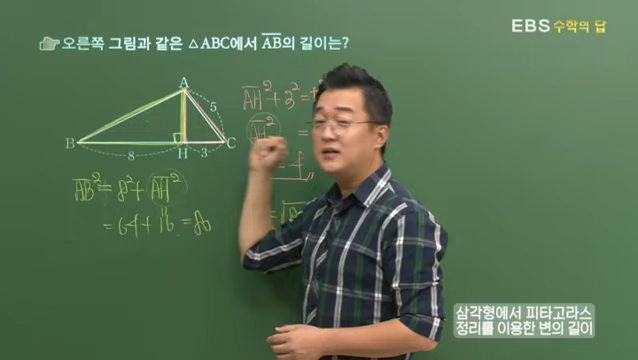 EBS 수학의 답
오른쪽 그림과 같은 △ABC에서 AB의 길이는?
A
5
B
H
C
8
3
AH²+3²=
AH² =
= 4
AB²=8²+AH²
=64+16=80
삼각형에서 피타고라스
정리를 이용한 변의 길이